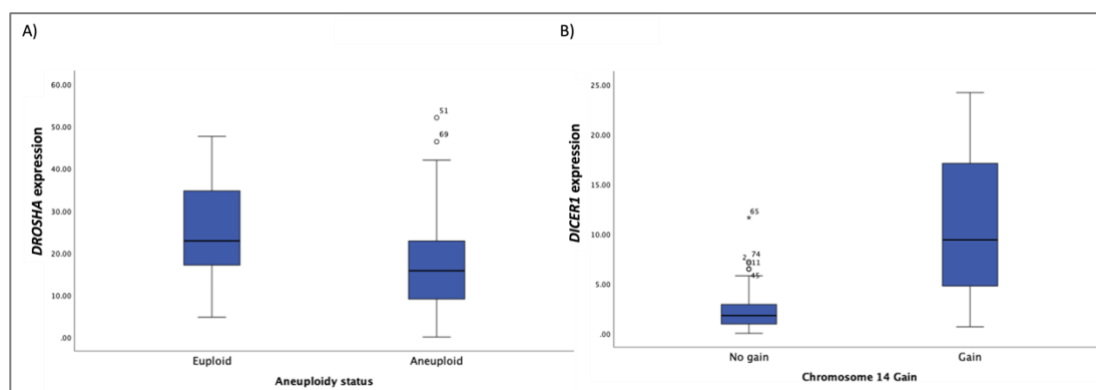 A)
DROSHA expression
60.00
50.00
40.00
30.00
20.00
10.00
.00
51
69
Euploid
Aneuploid
Aneuploidy status
B)
DICER1 expression
25.00
20.00
15.00
10.00
5.00
.00
65
74
2
11
45
No gain
Gain
Chromosome 14 Gain